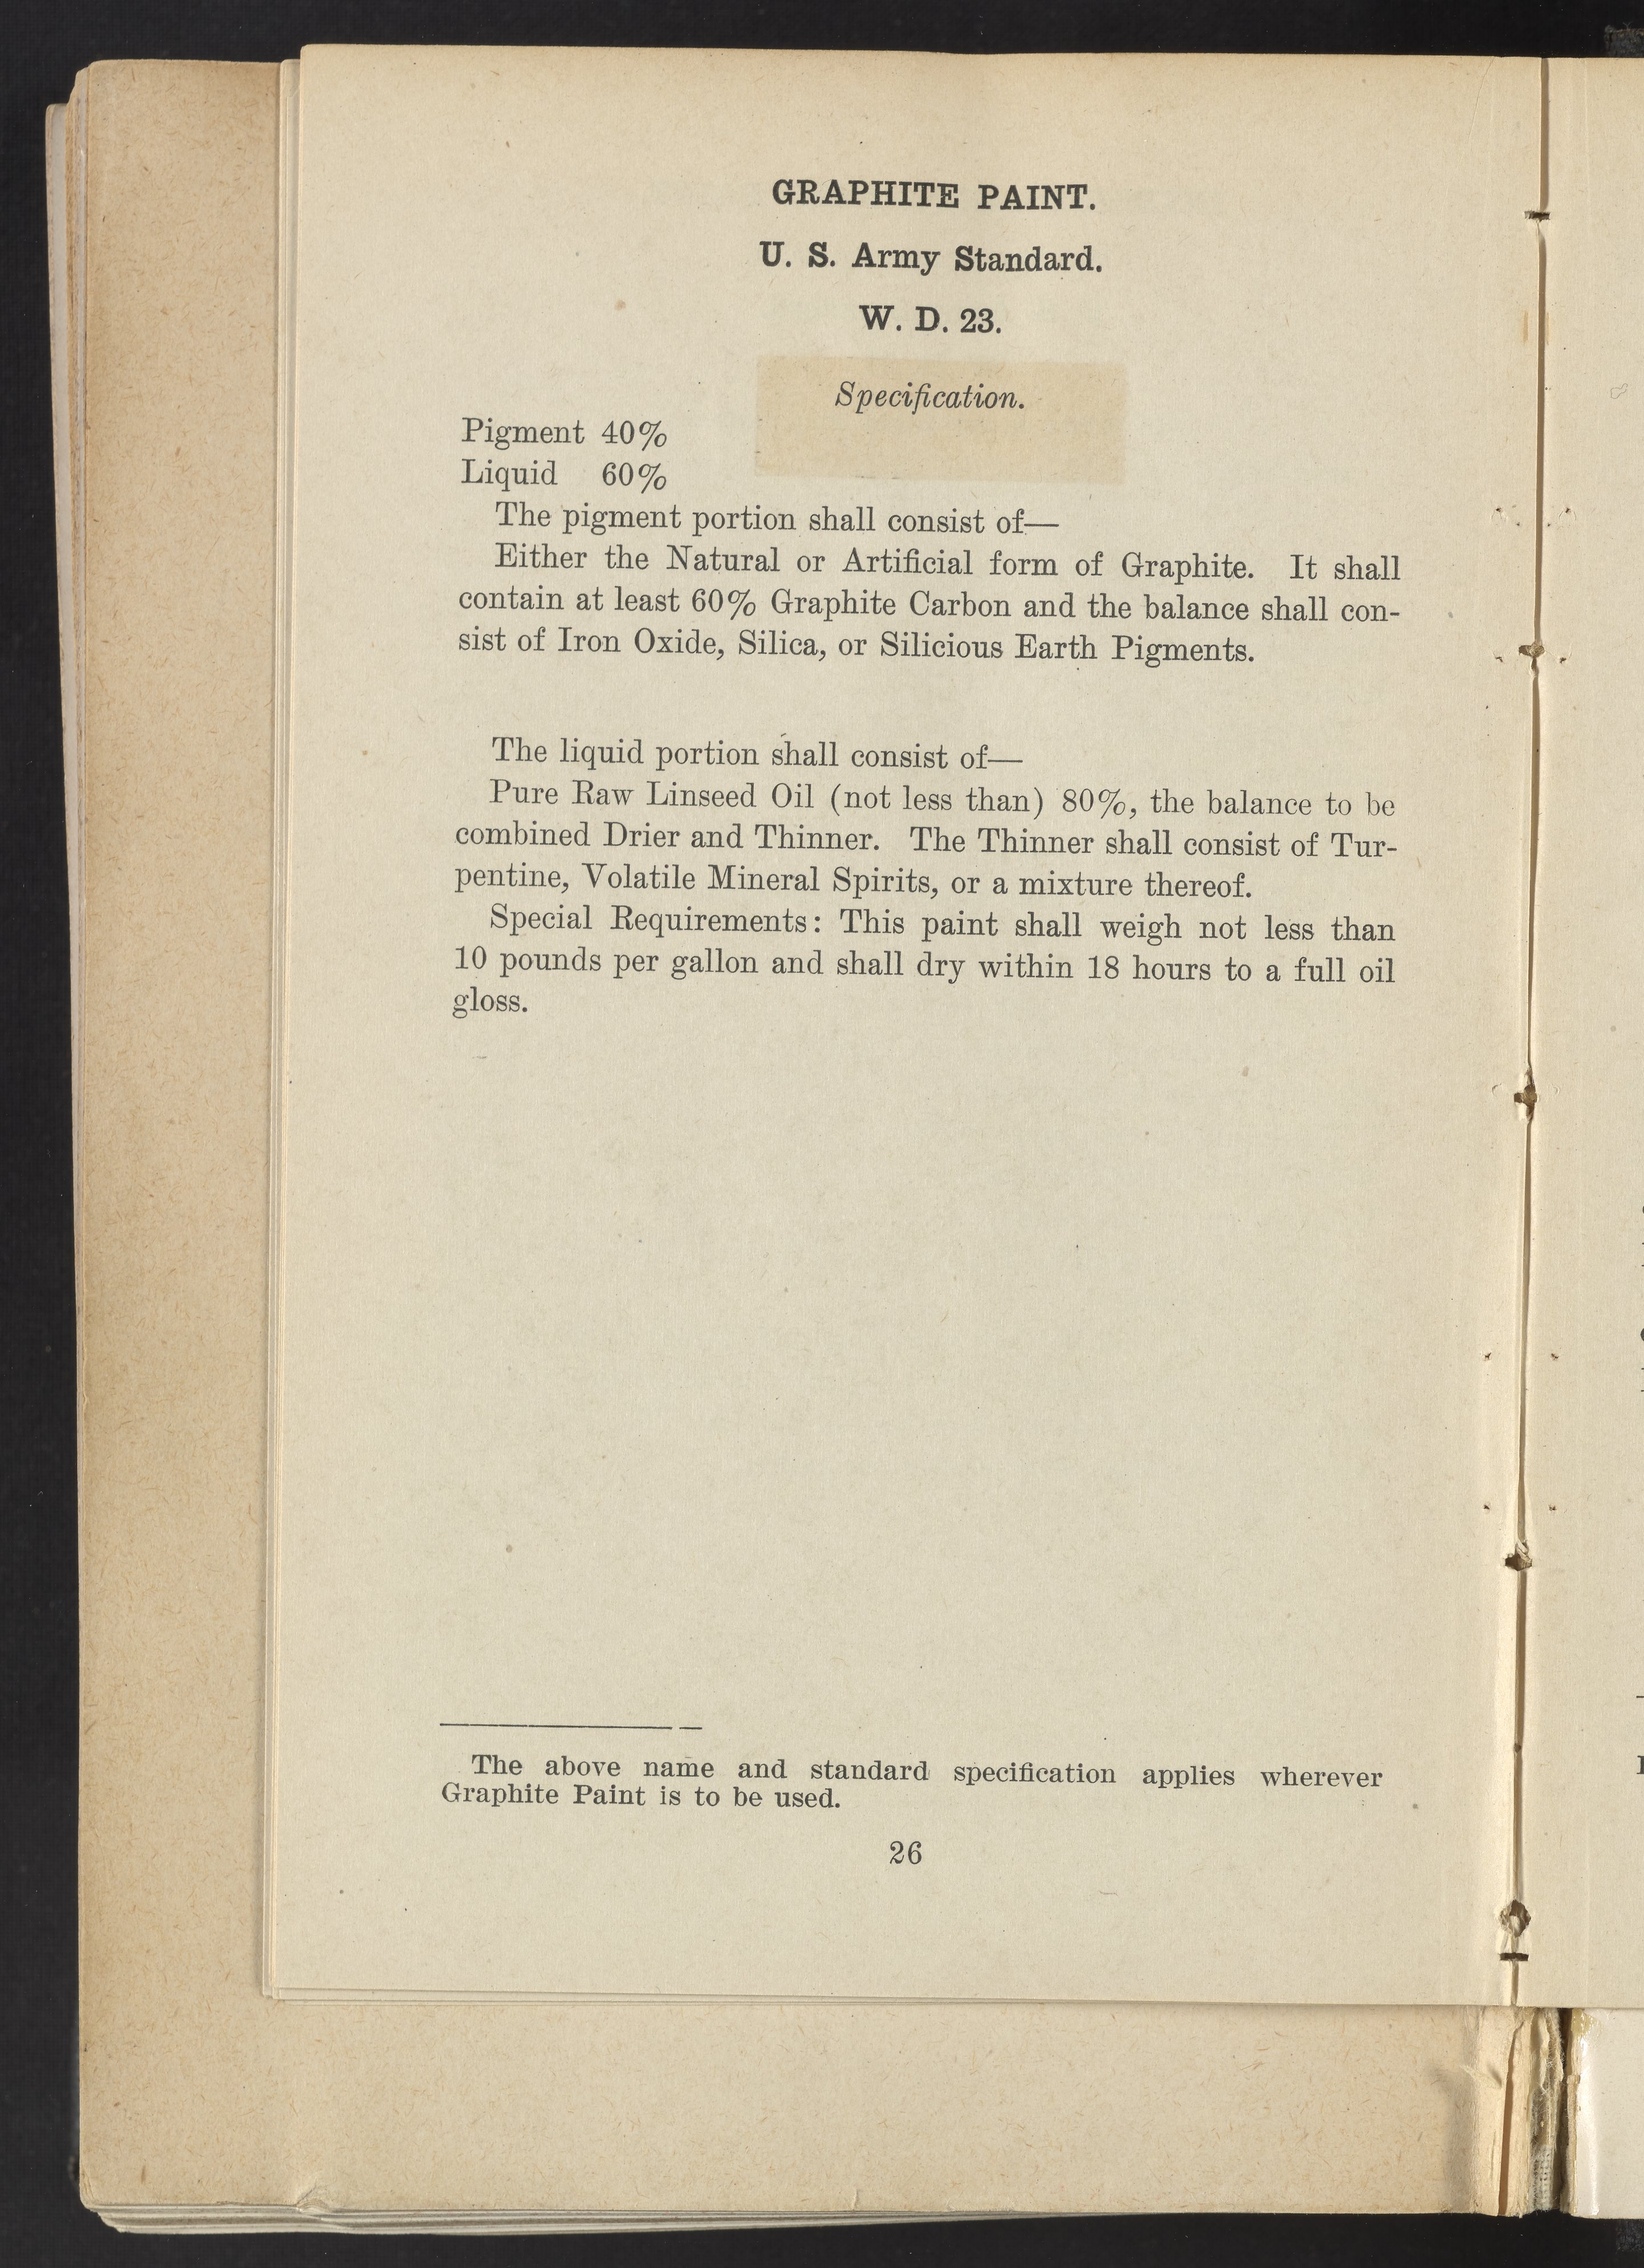 GRAPHITE PAINT.
U. S. Army Standard.
W. D. 23.
Specification.
Pigment 40%
Liquid 60%
The pigment portion shall consist of—
Either the Natural or Artificial form of Graphite. It shall
contain at least 60% Graphite Carbon and the balance shall con-
sist of Iron Oxide, Silica, or Silicious Earth Pigments.
The liquid portion shall consist of—
Pure Raw Linseed Oil (not less than) 80%, the balance to be
combined Drier and Thinner. The Thinner shall consist of Tur-
pentine, Volatile Mineral Spirits, or a mixture thereof.
Special Requirements: This paint shall weigh not less than
10 pounds per gallon and shall dry within 18 hours to a full oil
gloss.
The above name and standard specification applies wherever
Graphite Paint is to be used.
26